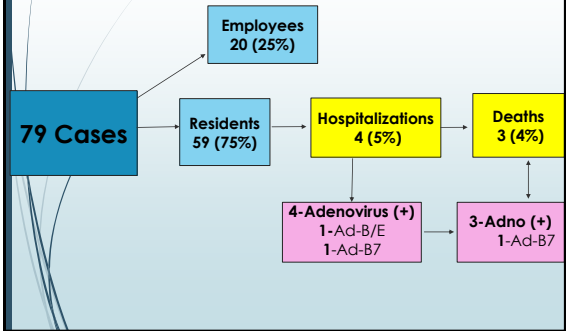 Employees
20 (25%)
79 Cases
Residents
59 (75%)
Hospitalizations
4 (5%)
Deaths
3 (4%)
4-Adenovirus (+)
1-Ad-B/E
1-Ad-B7
3-Adno (+)
1-Ad-B7